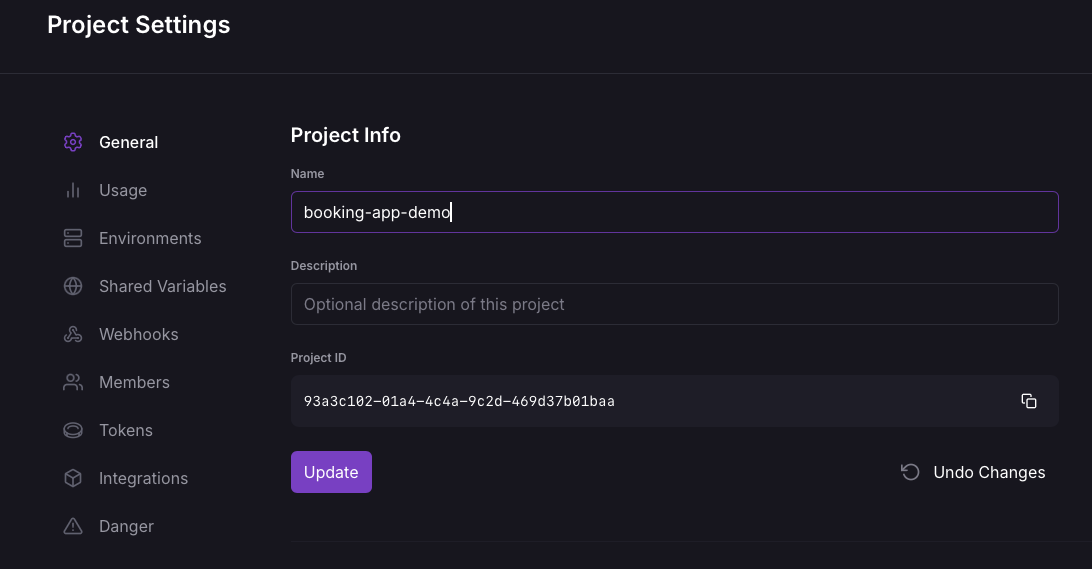 Project Settings
General
Usage
Environments
Shared Variables
Webhooks
Members
Tokens
Integrations
Danger
Project Info
Name
booking-app-demo
Description
Optional description of this project
Project ID
93a3c102-01a4-4c4a-9c2d-469d37b01baa
Update
Undo Changes